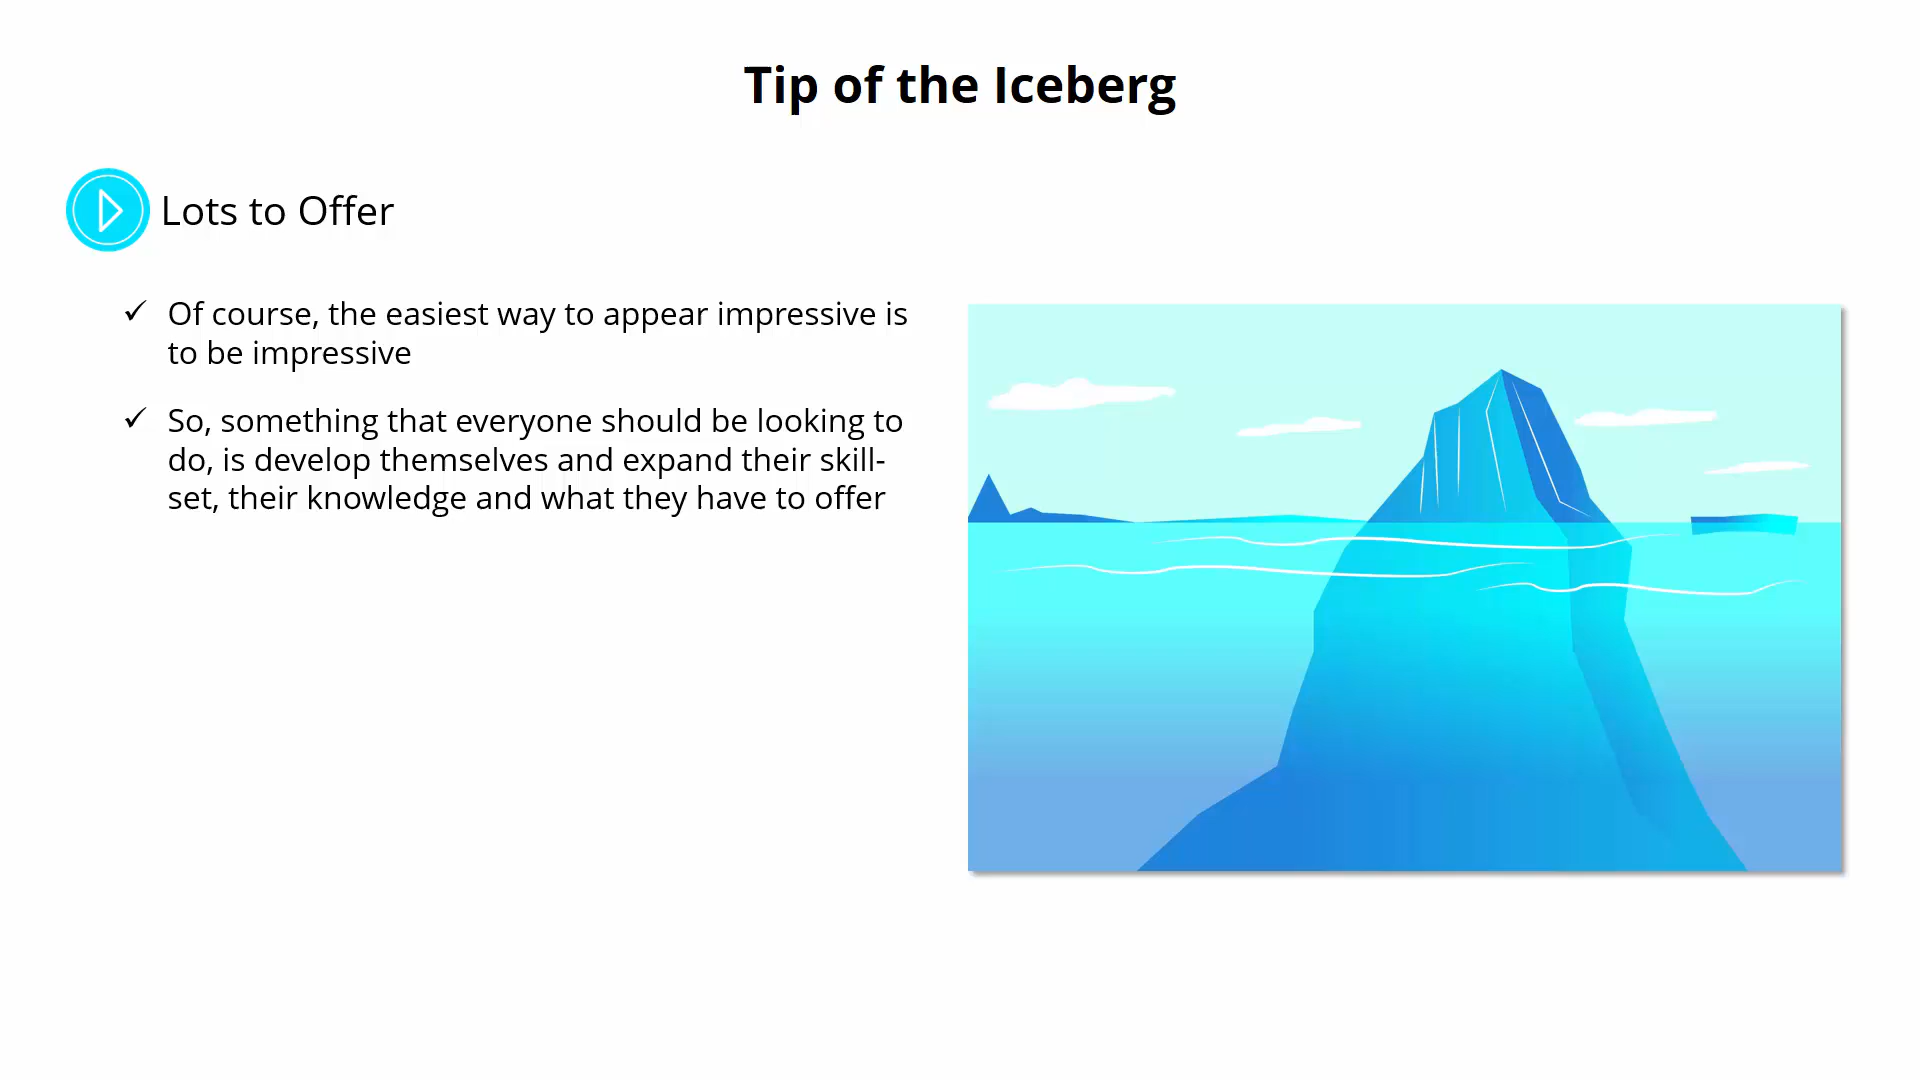 Tip of the Iceberg
Lots to Offer
✓ Of course, the easiest way to appear impressive is
to be impressive
✓ So, something that everyone should be looking to
do, is develop themselves and expand their skill-
set, their knowledge and what they have to offer